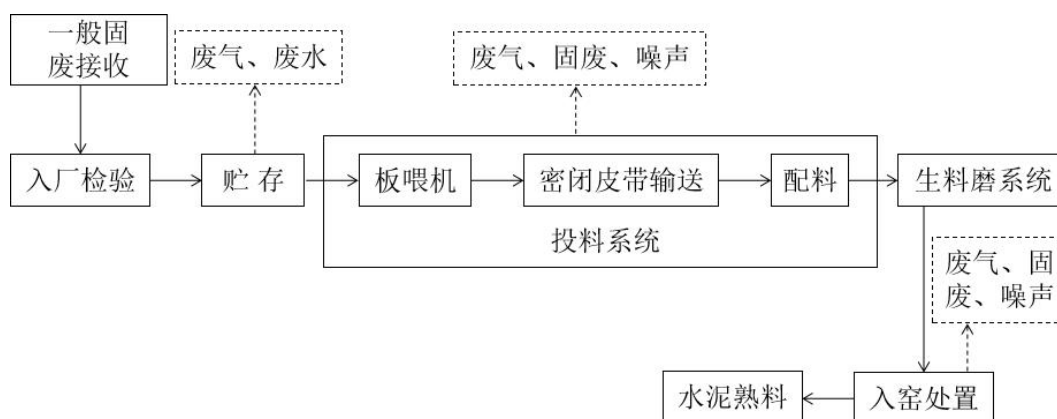 一般固
废接收
废气、废水
废气、固废、噪声
入厂检验
贮 存
板喂机
密闭皮带输送
配料
生料磨系统
投料系统
废气、固
废、噪声
水泥熟料
入窑处置